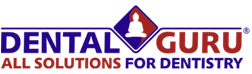 DENTAL GURU®
ALL SOLUTIONS FOR DENTISTRY